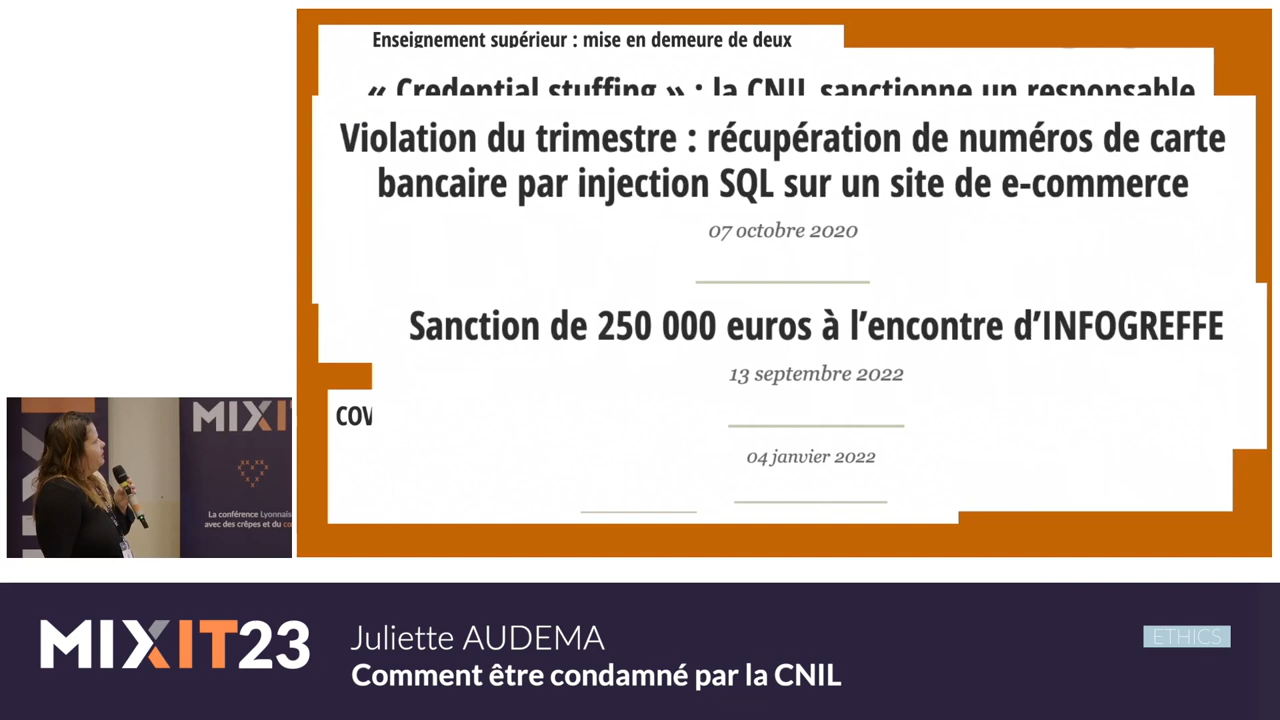 Enseignement supérieur : mise en demeure de deux
« Credential stuffing » : la CNIL sanctionne un responsable
Violation du trimestre : récupération de numéros de carte
bancaire par injection SQL sur un site de e-commerce
07 octobre 2020
Sanction de 250 000 euros à l'encontre d'INFOGREFFE
13 septembre 2022
COV
04 janvier 2022
MIXIT
La conférence Lyonnais
avec des crêpes et du co
MIXIT23
Juliette AUDEMA
Comment être condamné par la CNIL
ETHICS